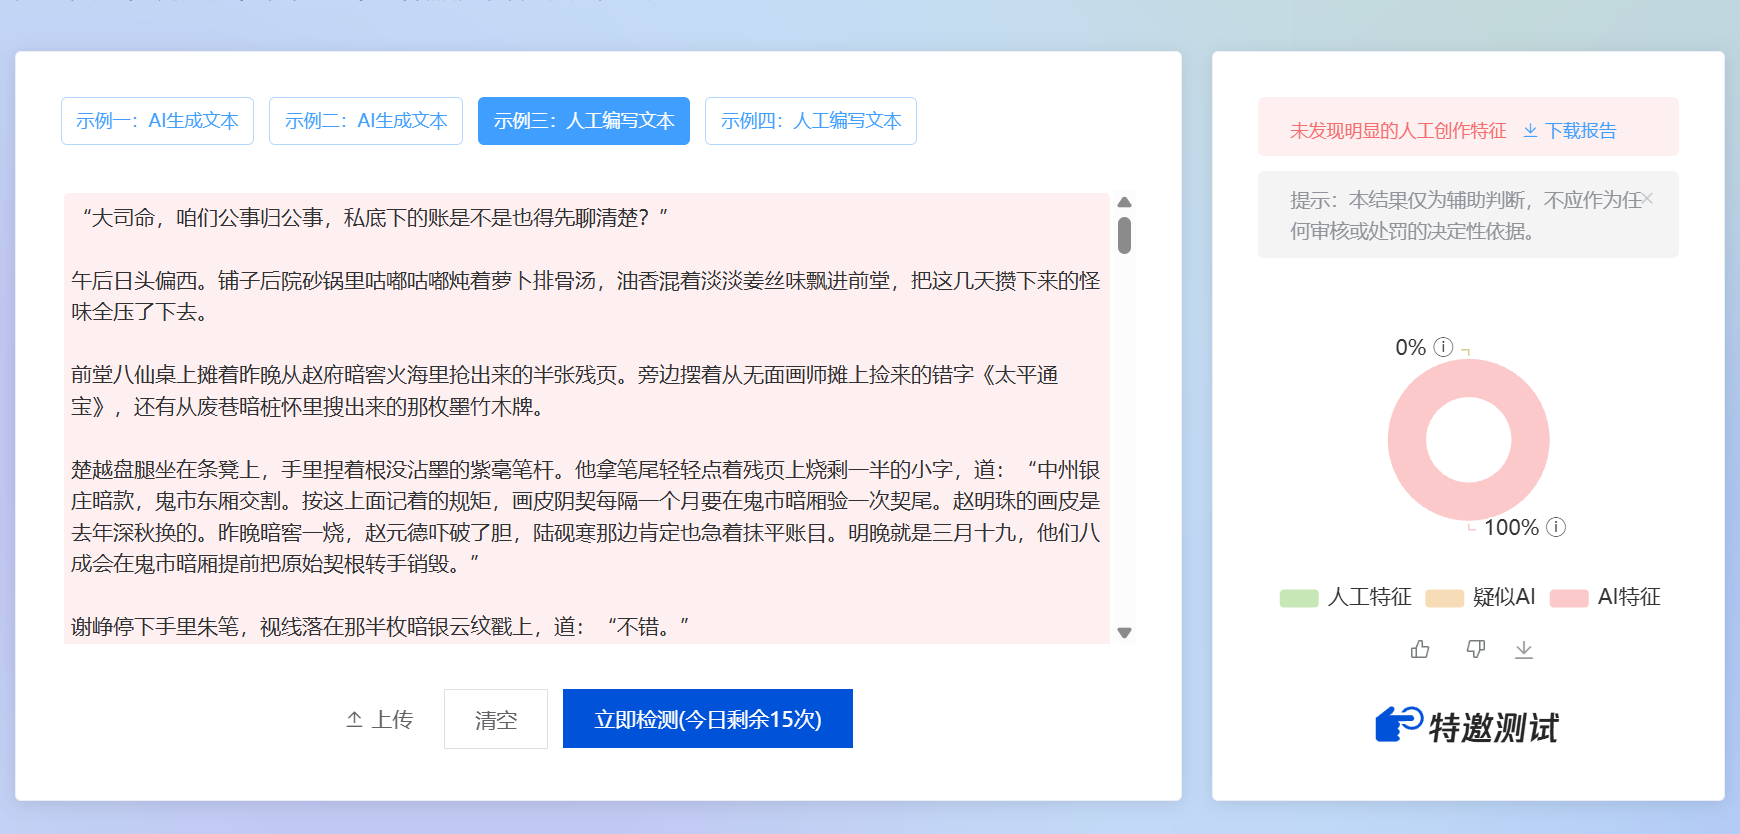 示例一：AI生成文本
示例二：AI生成文本
示例三：人工编写文本
示例四：人工编写文本
“大司命，咱们公事归公事，私底下的账是不是也得先聊清楚？”
午后日头偏西。铺子后院砂锅里咕嘟咕嘟炖着萝卜排骨汤，油香混着淡淡姜丝味飘进前堂，把这几天攒下来的怪
味全压了下去。
前堂八仙桌上摊着昨晚从赵府暗窖火海里抢出来的半张残页。旁边摆着从无面画师摊上捡来的错字《太平通
宝》，还有从废巷暗桩怀里搜出来的那枚墨竹木牌。
楚越盘腿坐在条凳上，手里捏着根没沾墨的紫毫笔杆。他拿笔尾轻轻点着残页上烧剩一半的小字，道：“中州银
庄暗款，鬼市东厢交割。按这上面记着的规矩，画皮阴契每隔一个月要在鬼市暗厢验一次契尾。赵明珠的画皮是
去年深秋换的。昨晚暗窖一烧，赵元德吓破了胆，陆砚寒那边肯定也急着抹平账目。明晚就是三月十九，他们八
成会在鬼市暗厢提前把原始契根转手销毁。”
谢峥停下手里朱笔，视线落在那半枚暗银云纹戳上，道：“不错。”
上传
清空
立即检测(今日剩余15次)
未发现明显的人工创作特征 下载报告
提示：本结果仅为辅助判断，不应作为任
何审核或处罚的决定性依据。
0%
100%
人工特征 疑似AI AI特征
特邀测试